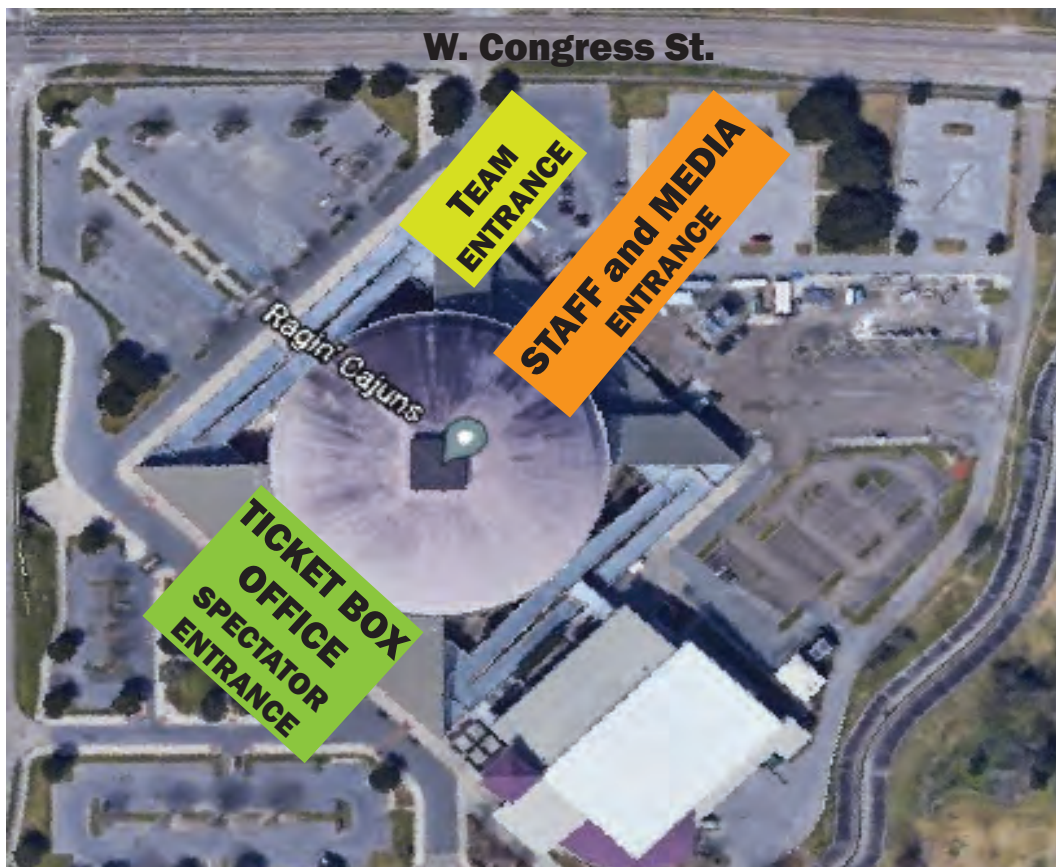 W. Congress St.
TEAM
ENTRANCE
STAFF and MEDIA
ENTRANCE
Ragin' Cajuns
TICKET BOX
OFFICE
SPECTATOR
ENTRANCE